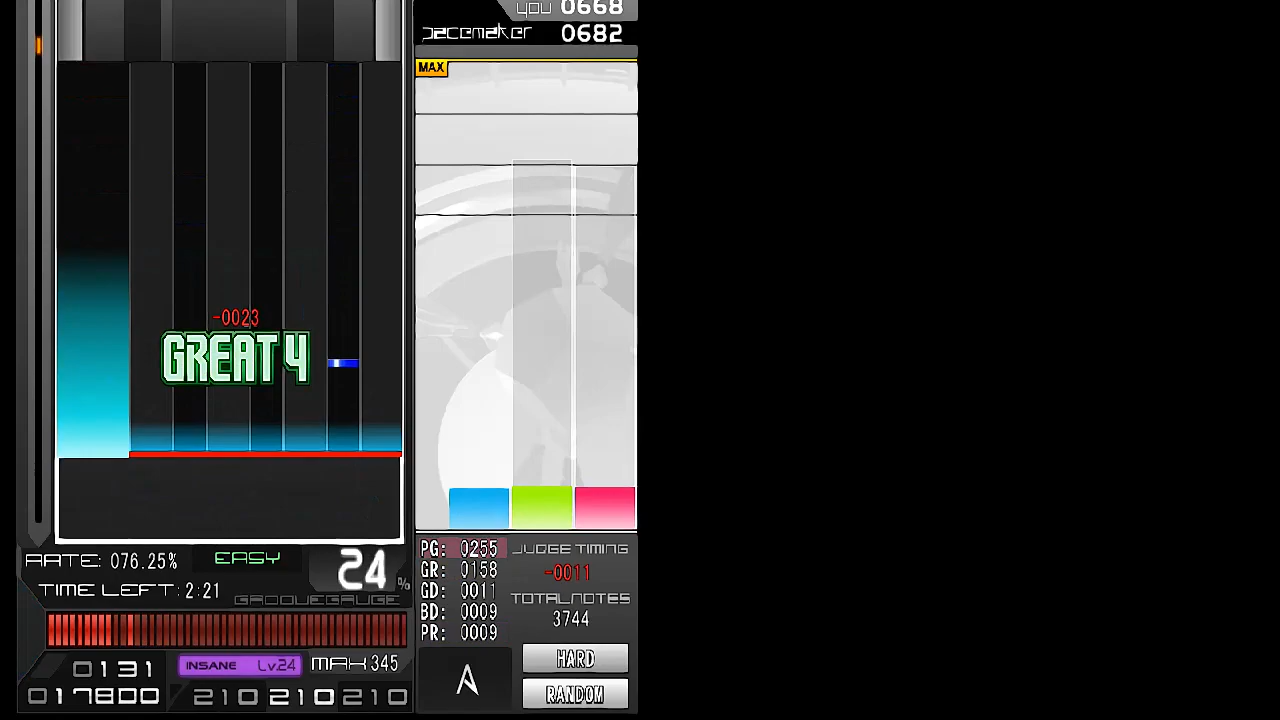 you 0668
pacemaker 0682
MAX
-0023
GREAT 4
RATE: 076.25%
EASY
24 %
TIME LEFT: 2:21
GROOVEGAUGE
PG: 0255
GR: 0158
GD: 0011
BD: 0009
PR: 0009
JUDGE TIMING
-0011
TOTALNOTES
3744
0131
INSANE Lv.24
MAX 345
017800
210 210 210
A
HARD
RANDOM